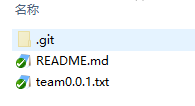 名称
.git
README.md
team0.0.1.txt